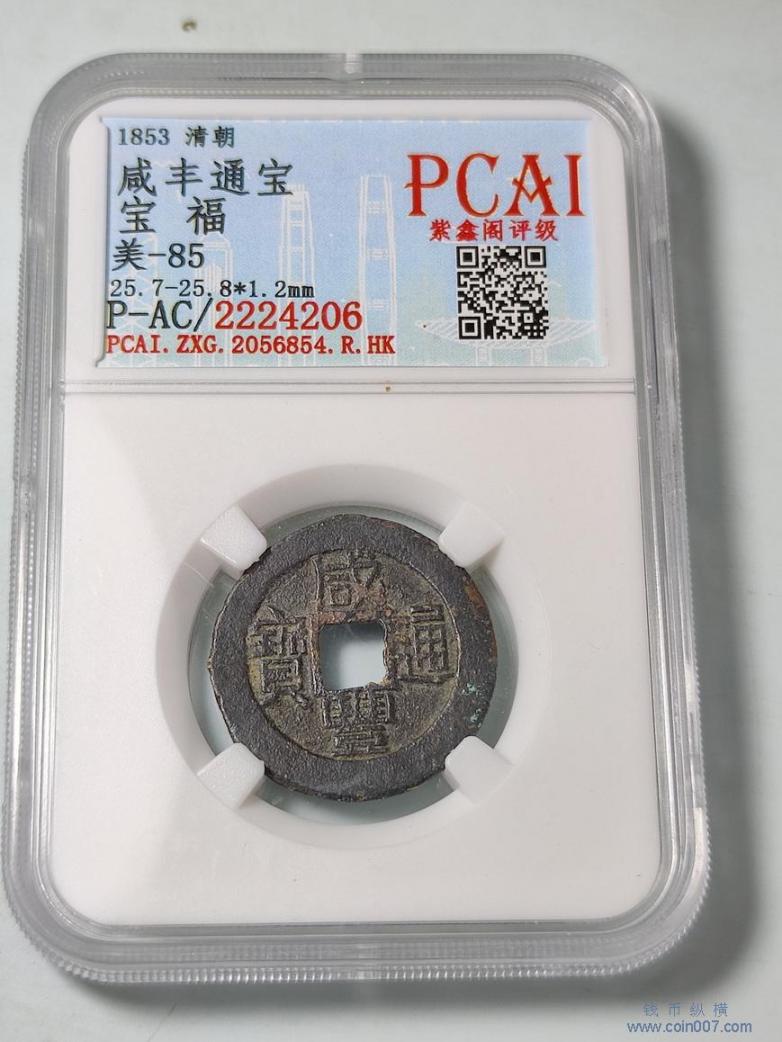 1853 清朝
咸丰通宝
宝 福
美-85
25.7-25.8*1.2mm
P-AC/2224206
PCAI.ZXG.2056854.R.HK
PCAI
紫鑫阁评级
咸豐通寶
钱币纵横
www.coin007.com